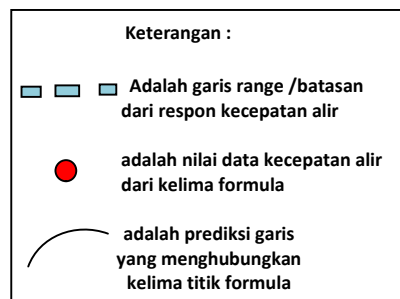 Keterangan :
Adalah garis range /batasan
dari respon kecepatan alir
adalah nilai data kecepatan alir
dari kelima formula
adalah prediksi garis
yang menghubungkan
kelima titik formula